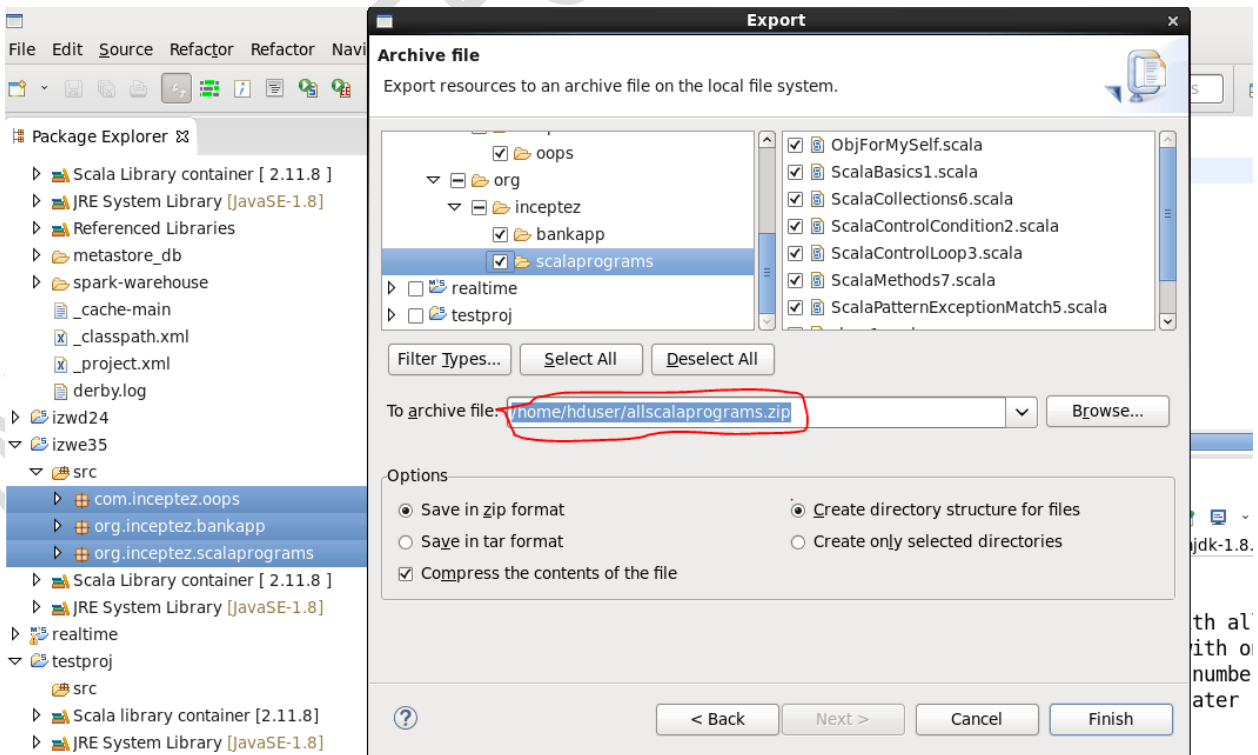 Export
File Edit Source Refactor Refactor Navi
Package Explorer
Scala Library container [ 2.11.8 ]
JRE System Library [JavaSE-1.8]
Referenced Libraries
metastore_db
spark-warehouse
_cache-main
_classpath.xml
_project.xml
derby.log
izwd24
izwe35
src
com.inceptez.oops
org.inceptez.bankapp
org.inceptez.scalaprograms
Scala Library container [ 2.11.8 ]
JRE System Library [JavaSE-1.8]
realtime
testproj
src
Scala library container [2.11.8]
JRE System Library [JavaSE-1.8]
Archive file
Export resources to an archive file on the local file system.
oops
org
inceptez
bankapp
scalaprograms
realtime
testproj
ObjForMySelf.scala
ScalaBasics1.scala
ScalaCollections6.scala
ScalaControlCondition2.scala
ScalaControlLoop3.scala
ScalaMethods7.scala
ScalaPatternExceptionMatch5.scala
Filter Types... Select All Deselect All
To archive file: /home/hduser/allscalaprograms.zip Browse...
Options
Save in zip format Create directory structure for files
Save in tar format Create only selected directories
Compress the contents of the file
< Back Next > Cancel Finish
s
jdk-1.8.
th al
ith o
numbe
ater